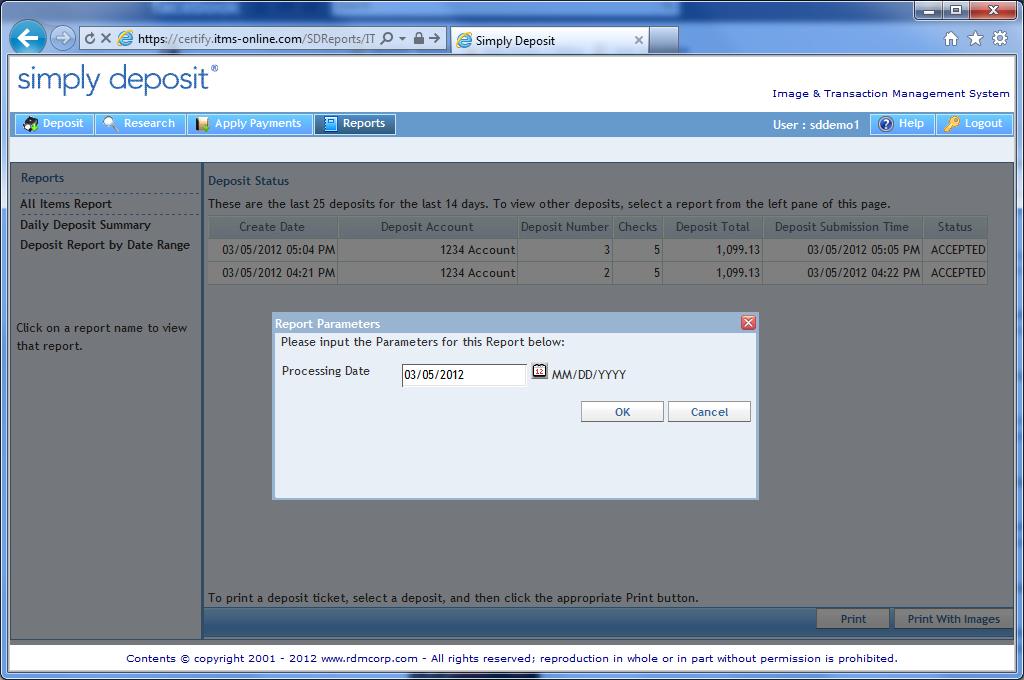 https://certify.itms-online.com/SDReports/IT
Simply Deposit
simply deposit®
Image & Transaction Management System
Deposit Research Apply Payments Reports User : sddemo1 Help Logout
Reports
All Items Report
Daily Deposit Summary
Deposit Report by Date Range
Click on a report name to view
that report.
Deposit Status
These are the last 25 deposits for the last 14 days. To view other deposits, select a report from the left pane of this page.
Create Date Deposit Account Deposit Number Checks Deposit Total Deposit Submission Time Status
03/05/2012 05:04 PM 1234 Account 3 5 1,099.13 03/05/2012 05:05 PM ACCEPTED
03/05/2012 04:21 PM 1234 Account 2 5 1,099.13 03/05/2012 04:22 PM ACCEPTED
Report Parameters
Please input the Parameters for this Report below:
Processing Date 03/05/2012 12 MM/DD/YYYY
OK Cancel
To print a deposit ticket, select a deposit, and then click the appropriate Print button.
Print Print With Images
Contents © copyright 2001 - 2012 www.rdmcorp.com - All rights reserved; reproduction in whole or in part without permission is prohibited.